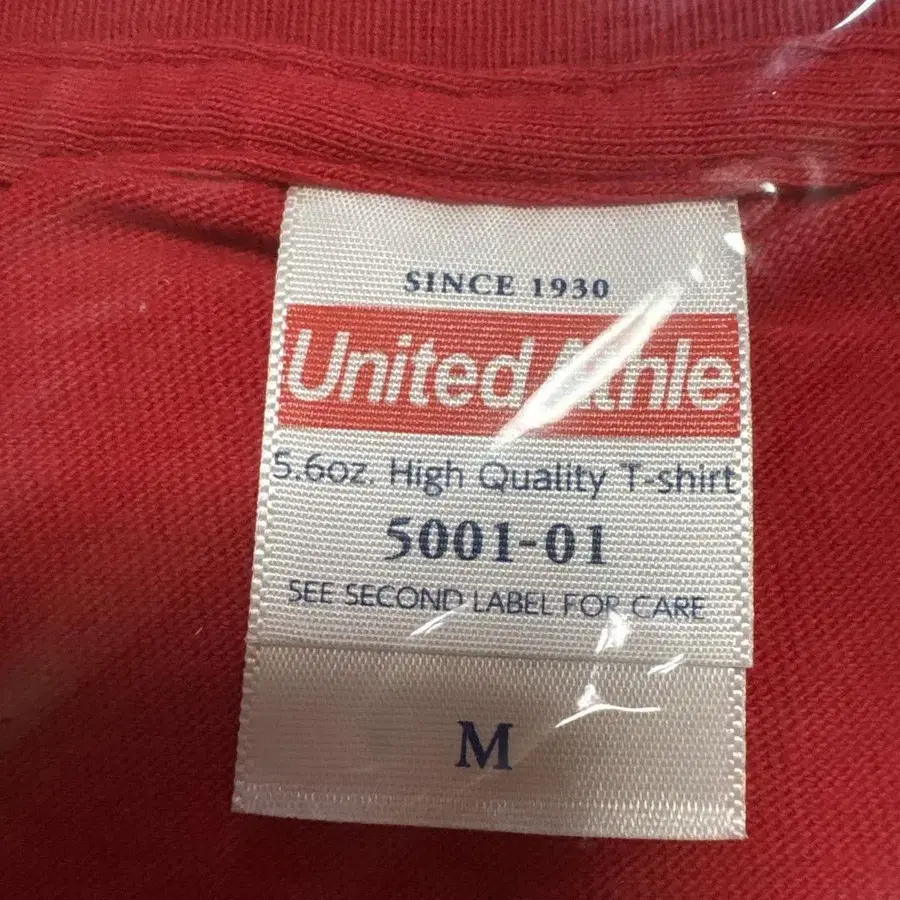 SINCE 1930
United Athle
5.6oz. High Quality T-shirt
5001-01
SEE SECOND LABEL FOR CARE
M